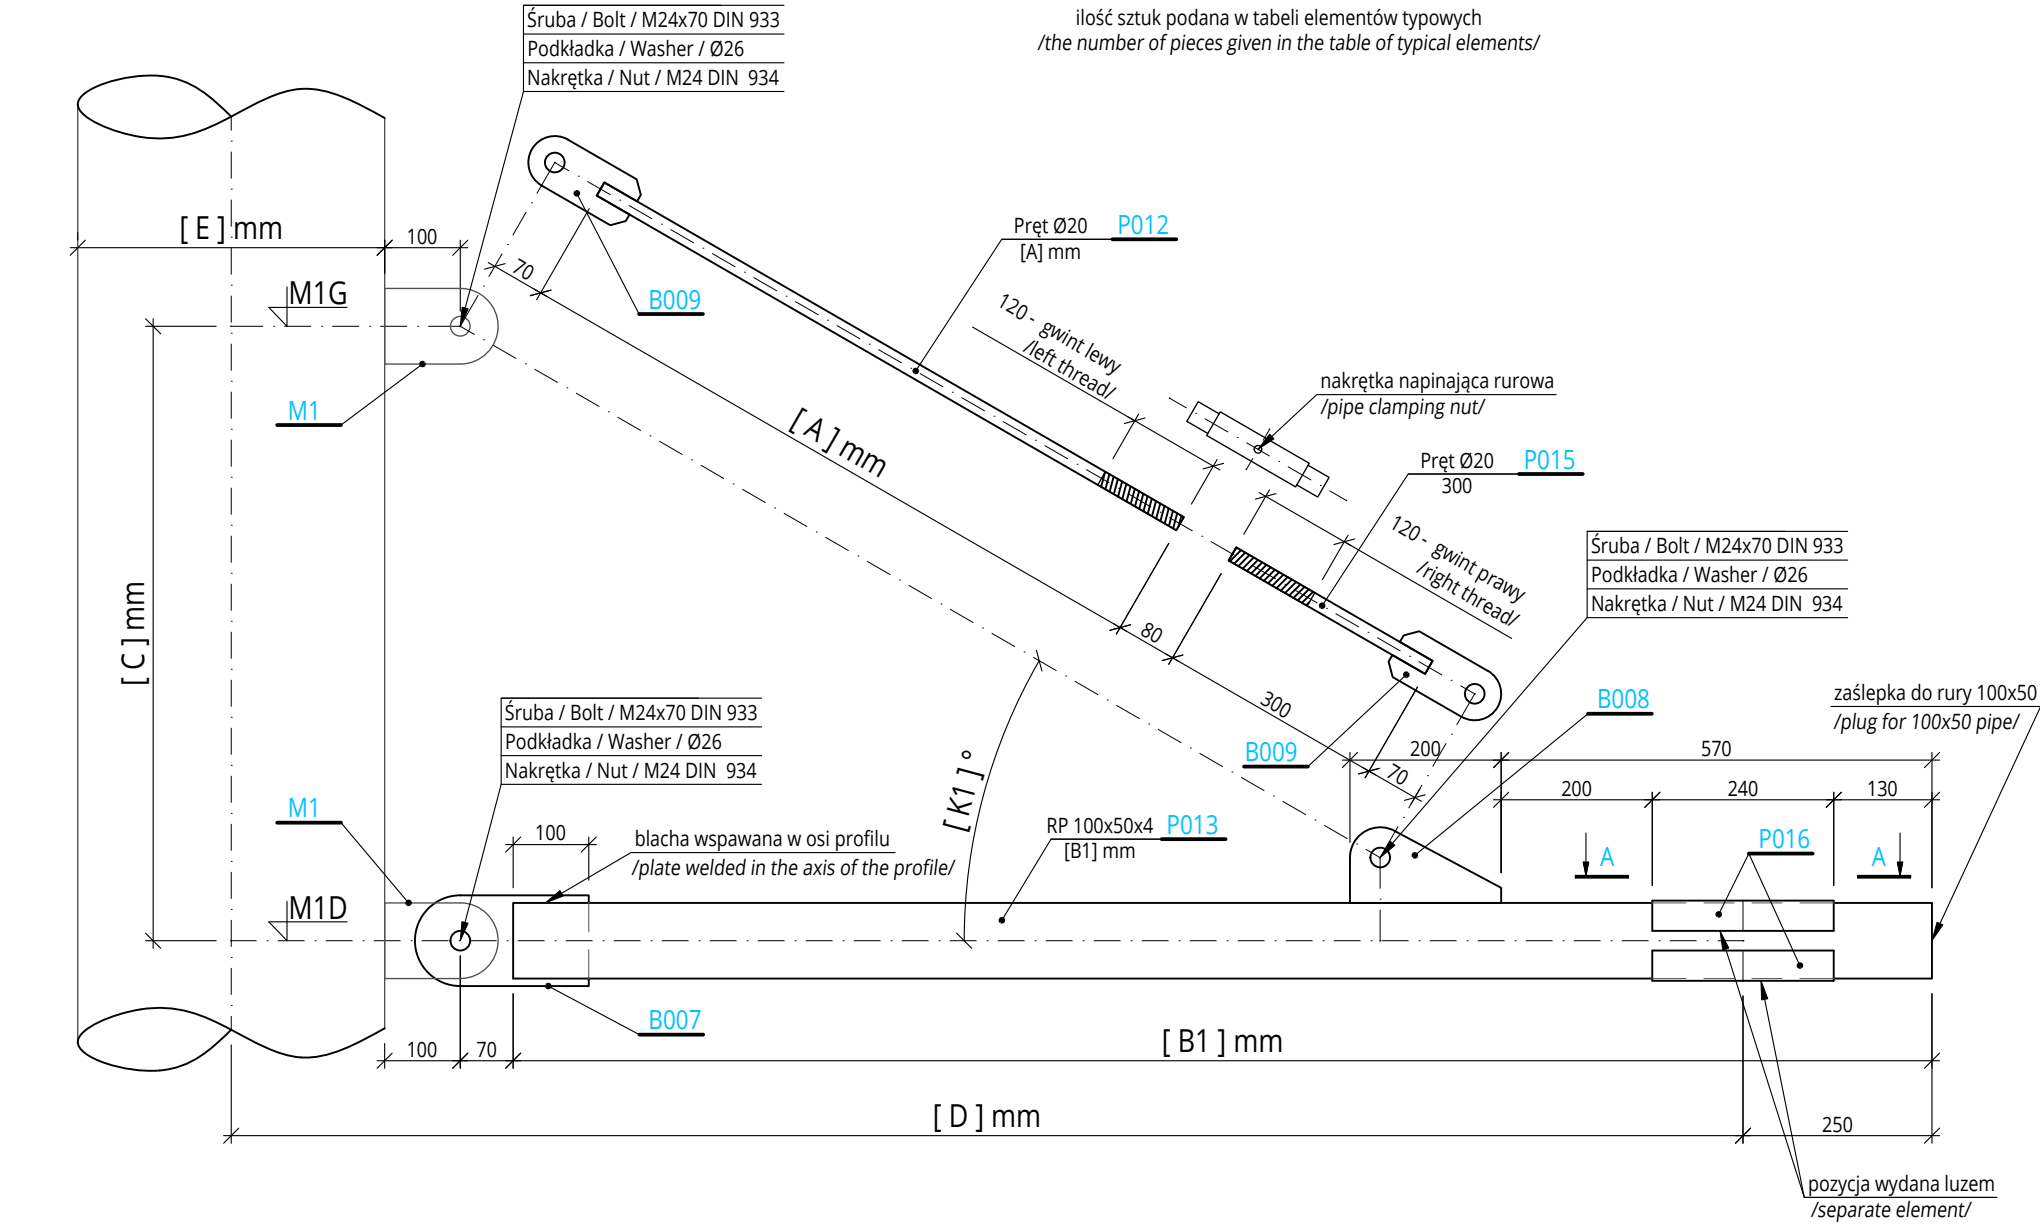 Śruba / Bolt / M24x70 DIN 933
Podkładka / Washer / Ø26
Nakrętka / Nut / M24 DIN 934
ilość sztuk podana w tabeli elementów typowych
/the number of pieces given in the table of typical elements/
[ E ] mm
100
M1G
M1
70
B009
Pręt Ø20 P012
[A] mm
120 - gwint lewy
/left thread/
nakrętka napinająca rurowa
/pipe clamping nut/
Pręt Ø20 P015
300
[ A ] mm
120 - gwint prawy
/right thread/
Śruba / Bolt / M24x70 DIN 933
Podkładka / Washer / Ø26
Nakrętka / Nut / M24 DIN 934
[ C ] mm
80
300
B008
zaślepka do rury 100x50
/plug for 100x50 pipe/
Śruba / Bolt / M24x70 DIN 933
Podkładka / Washer / Ø26
Nakrętka / Nut / M24 DIN 934
B009
200
570
70
[ K1 ] °
200
240
130
M1
100
blacha wspawana w osi profilu
/plate welded in the axis of the profile/
RP 100x50x4 P013
[B1] mm
A
P016
A
M1D
B007
100
70
[ B1 ] mm
[ D ] mm
250
pozycja wydana luzem
/separate element/